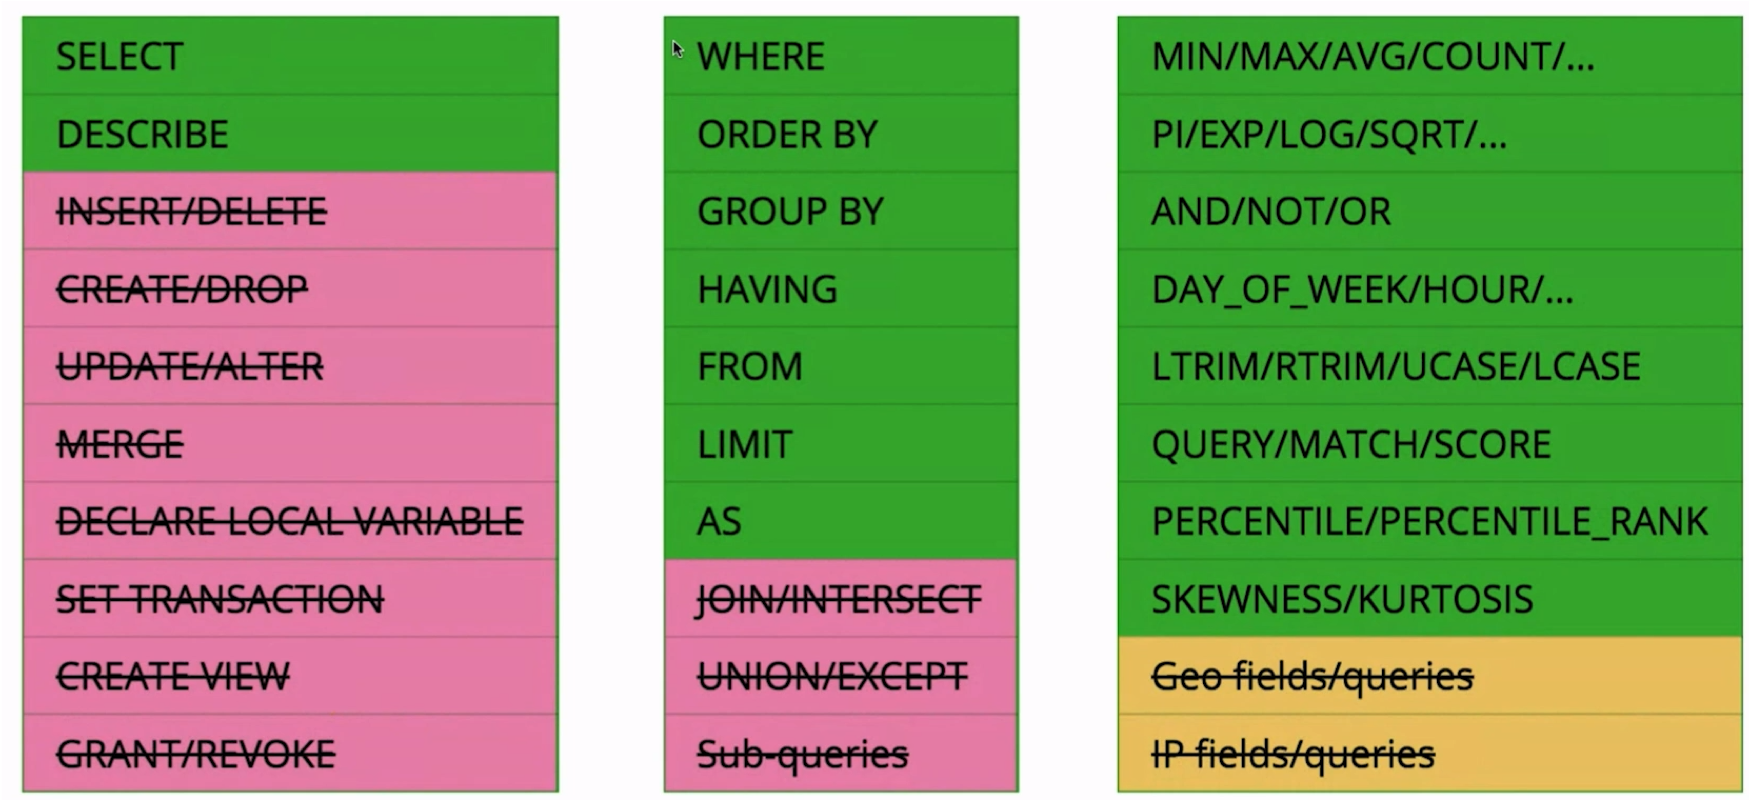 SELECT
DESCRIBE
INSERT/DELETE
CREATE/DROP
UPDATE/ALTER
MERGE
DECLARE LOCAL VARIABLE
SET TRANSACTION
CREATE VIEW
GRANT/REVOKE
WHERE
ORDER BY
GROUP BY
HAVING
FROM
LIMIT
AS
JOIN/INTERSECT
UNION/EXCEPT
Sub-queries
MIN/MAX/AVG/COUNT/...
PI/EXP/LOG/SQRT/...
AND/NOT/OR
DAY_OF_WEEK/HOUR/...
LTRIM/RTRIM/UCASE/LCASE
QUERY/MATCH/SCORE
PERCENTILE/PERCENTILE_RANK
SKEWNESS/KURTOSIS
Geo fields/queries
IP fields/queries